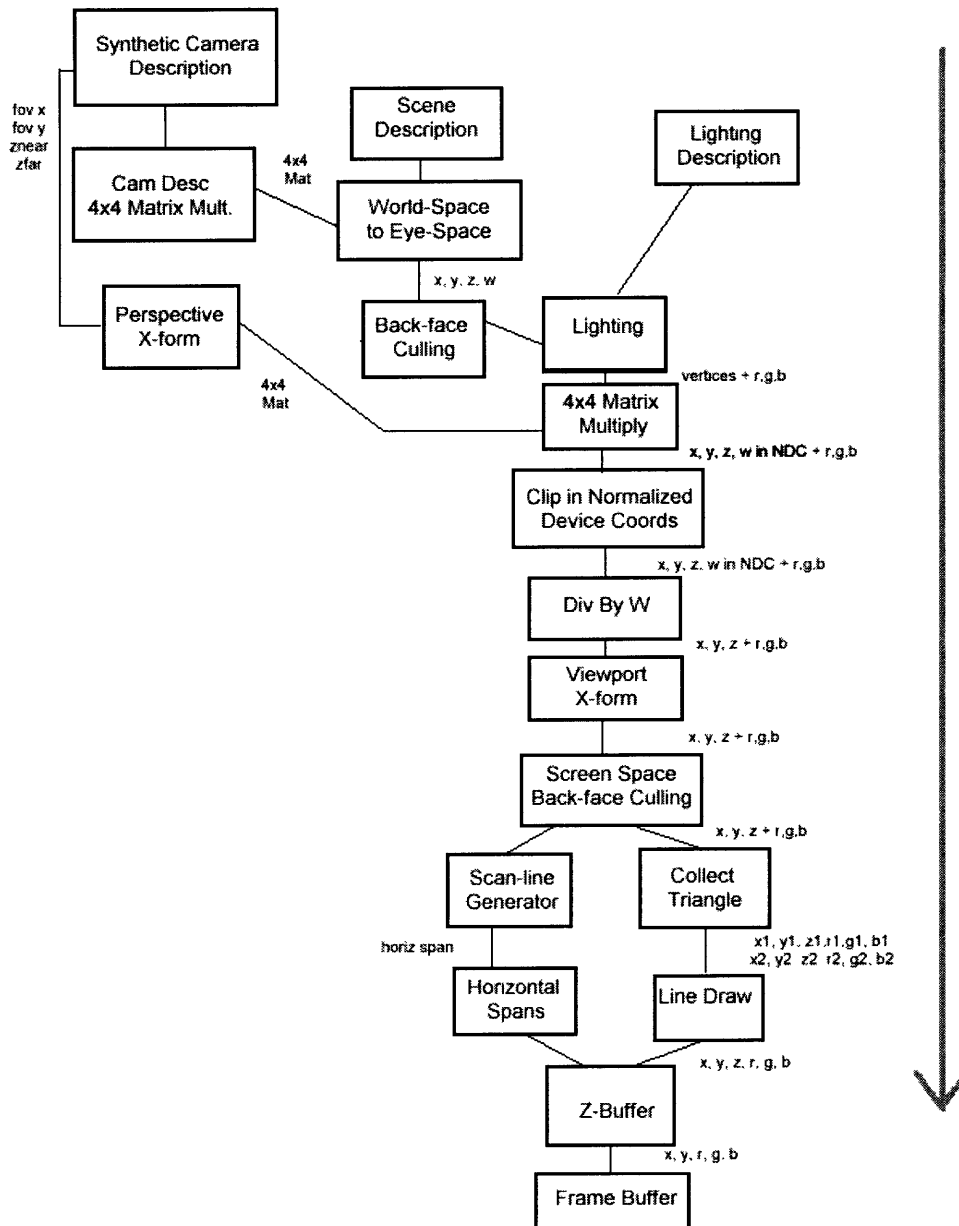 Synthetic Camera
Description
fov x
fov y
znear
zfar
Scene
Description
Lighting
Description
Cam Desc
4x4 Matrix Mult.
4x4
Mat
World-Space
to Eye-Space
x, y, z, w
Perspective
X-form
Back-face
Culling
Lighting
vertices + r,g,b
4x4
Mat
4x4 Matrix
Multiply
x, y, z, w in NDC + r,g,b
Clip in Normalized
Device Coords
x, y, z, w in NDC + r,g,b
Div By W
x, y, z + r,g,b
Viewport
X-form
x, y, z + r,g,b
Screen Space
Back-face Culling
x, y, z + r,g,b
Scan-line
Generator
Collect
Triangle
horiz span
x1, y1, z1,r1,g1, b1
x2, y2 z2 r2, g2, b2
Horizontal
Spans
Line Draw
x, y, z, r, g, b
Z-Buffer
x, y, r, g, b
Frame Buffer